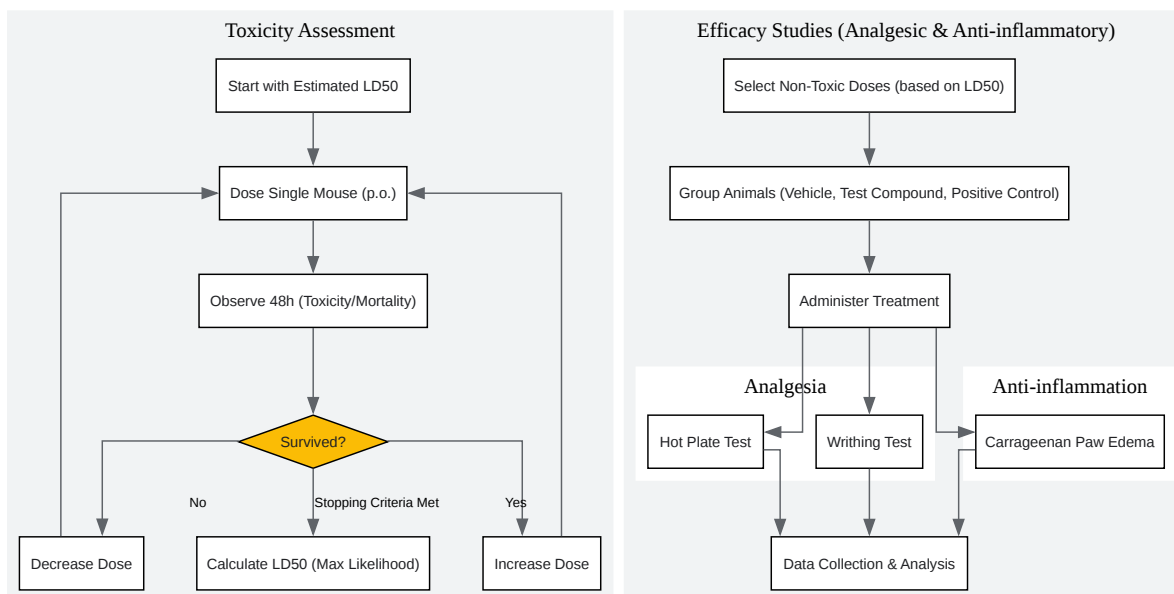 Toxicity Assessment
Start with Estimated LD50
Dose Single Mouse (p.o.)
Observe 48h (Toxicity/Mortality)
Survived?
No
Stopping Criteria Met
Yes
Decrease Dose
Calculate LD50 (Max Likelihood)
Increase Dose
Efficacy Studies (Analgesic & Anti-inflammatory)
Select Non-Toxic Doses (based on LD50)
Group Animals (Vehicle, Test Compound, Positive Control)
Administer Treatment
Analgesia
Hot Plate Test
Writhing Test
Anti-inflammation
Carrageenan Paw Edema
Data Collection & Analysis